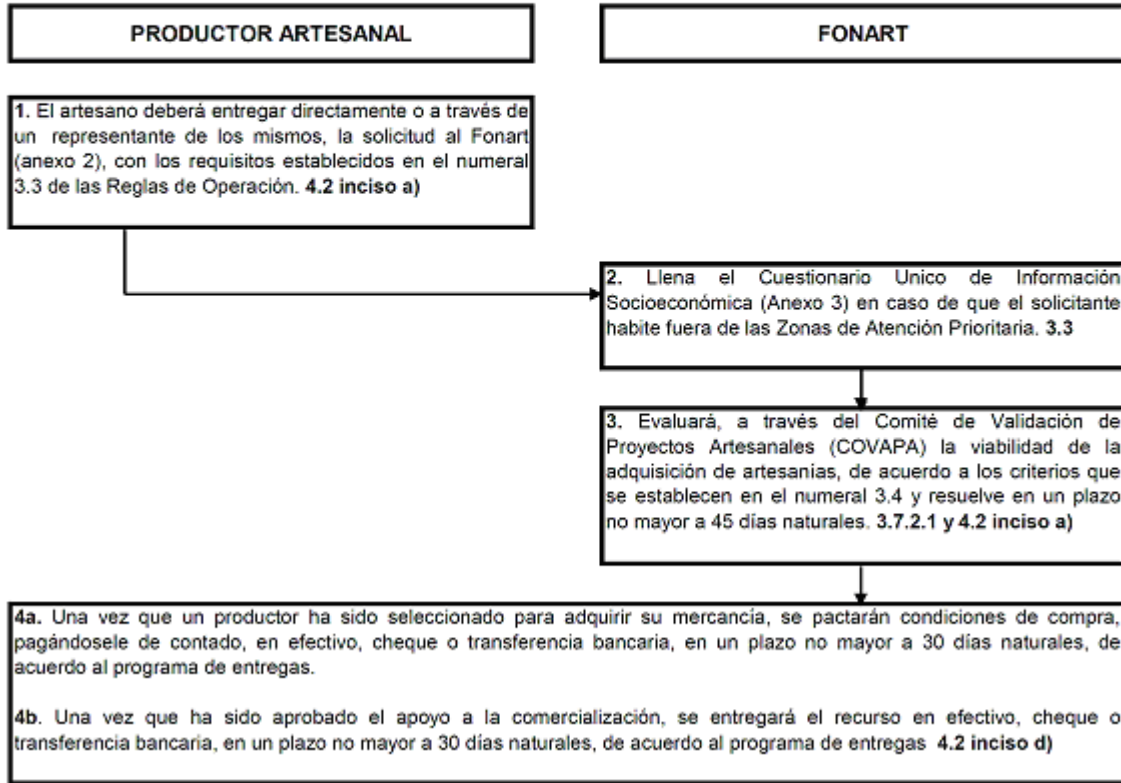 PRODUCTOR ARTESANAL
FONART
1. El artesano deberá entregar directamente o a través de
un representante de los mismos, la solicitud al Fonart
(anexo 2), con los requisitos establecidos en el numeral
3.3 de las Reglas de Operación. 4.2 inciso a)
2. Llena el Cuestionario Unico de Información
Socioeconómica (Anexo 3) en caso de que el solicitante
habite fuera de las Zonas de Atención Prioritaria. 3.3
3. Evaluará, a través del Comité de Validación de
Proyectos Artesanales (COVAPA) la viabilidad de la
adquisición de artesanías, de acuerdo a los criterios que
se establecen en el numeral 3.4 y resuelve en un plazo
no mayor a 45 días naturales. 3.7.2.1 y 4.2 inciso a)
4a. Una vez que un productor ha sido seleccionado para adquirir su mercancía, se pactarán condiciones de compra,
pagándosele de contado, en efectivo, cheque o transferencia bancaria, en un plazo no mayor a 30 días naturales, de
acuerdo al programa de entregas.
4b. Una vez que ha sido aprobado el apoyo a la comercialización, se entregará el recurso en efectivo, cheque o
transferencia bancaria, en un plazo no mayor a 30 días naturales, de acuerdo al programa de entregas 4.2 inciso d)